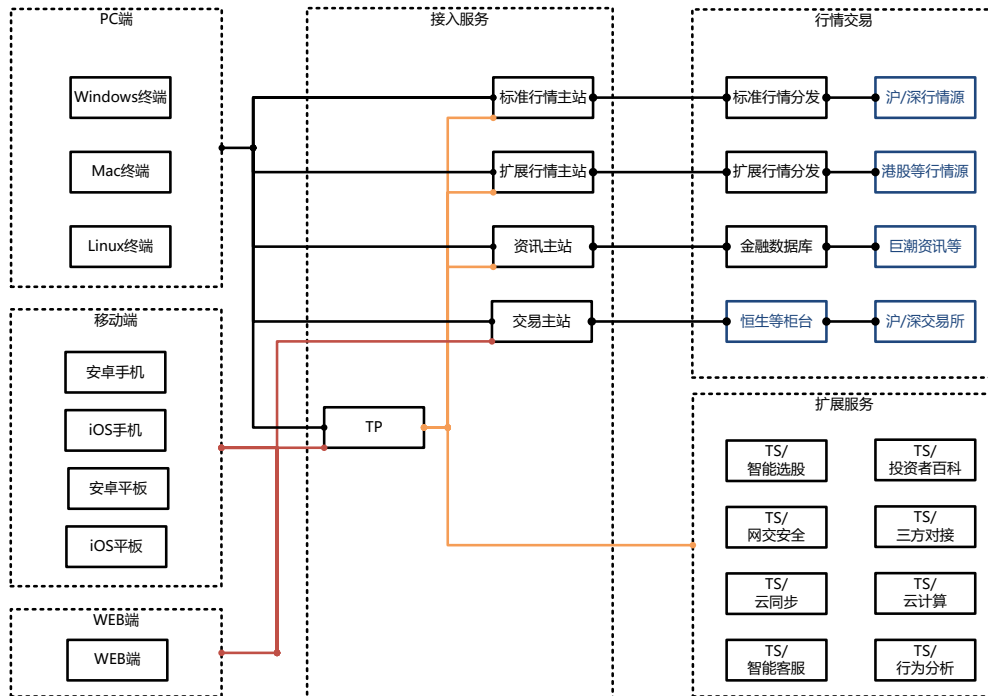 PC端
Windows终端
Mac终端
Linux终端
移动端
安卓手机
iOS手机
安卓平板
iOS平板
WEB端
WEB端
接入服务
标准行情主站
扩展行情主站
资讯主站
交易主站
TP
行情交易
标准行情分发
沪/深行情源
扩展行情分发
港股等行情源
金融数据库
巨潮资讯等
恒生等柜台
沪/深交易所
扩展服务
TS/
智能选股
TS/
投资者百科
TS/
网交安全
TS/
三方对接
TS/
云同步
TS/
云计算
TS/
智能客服
TS/
行为分析